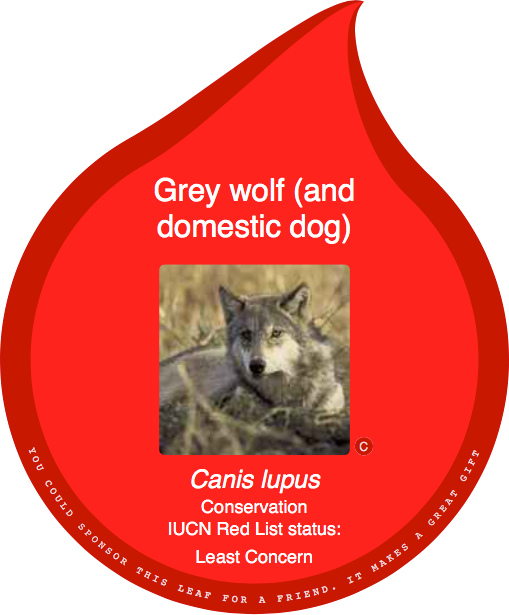 Grey wolf (and
domestic dog)
C
Canis lupus
Conservation
IUCN Red List status:
Least Concern
YOU COULD SPONSOR THIS LEAF FOR A FRIEND. IT MAKES A GREAT GIFT